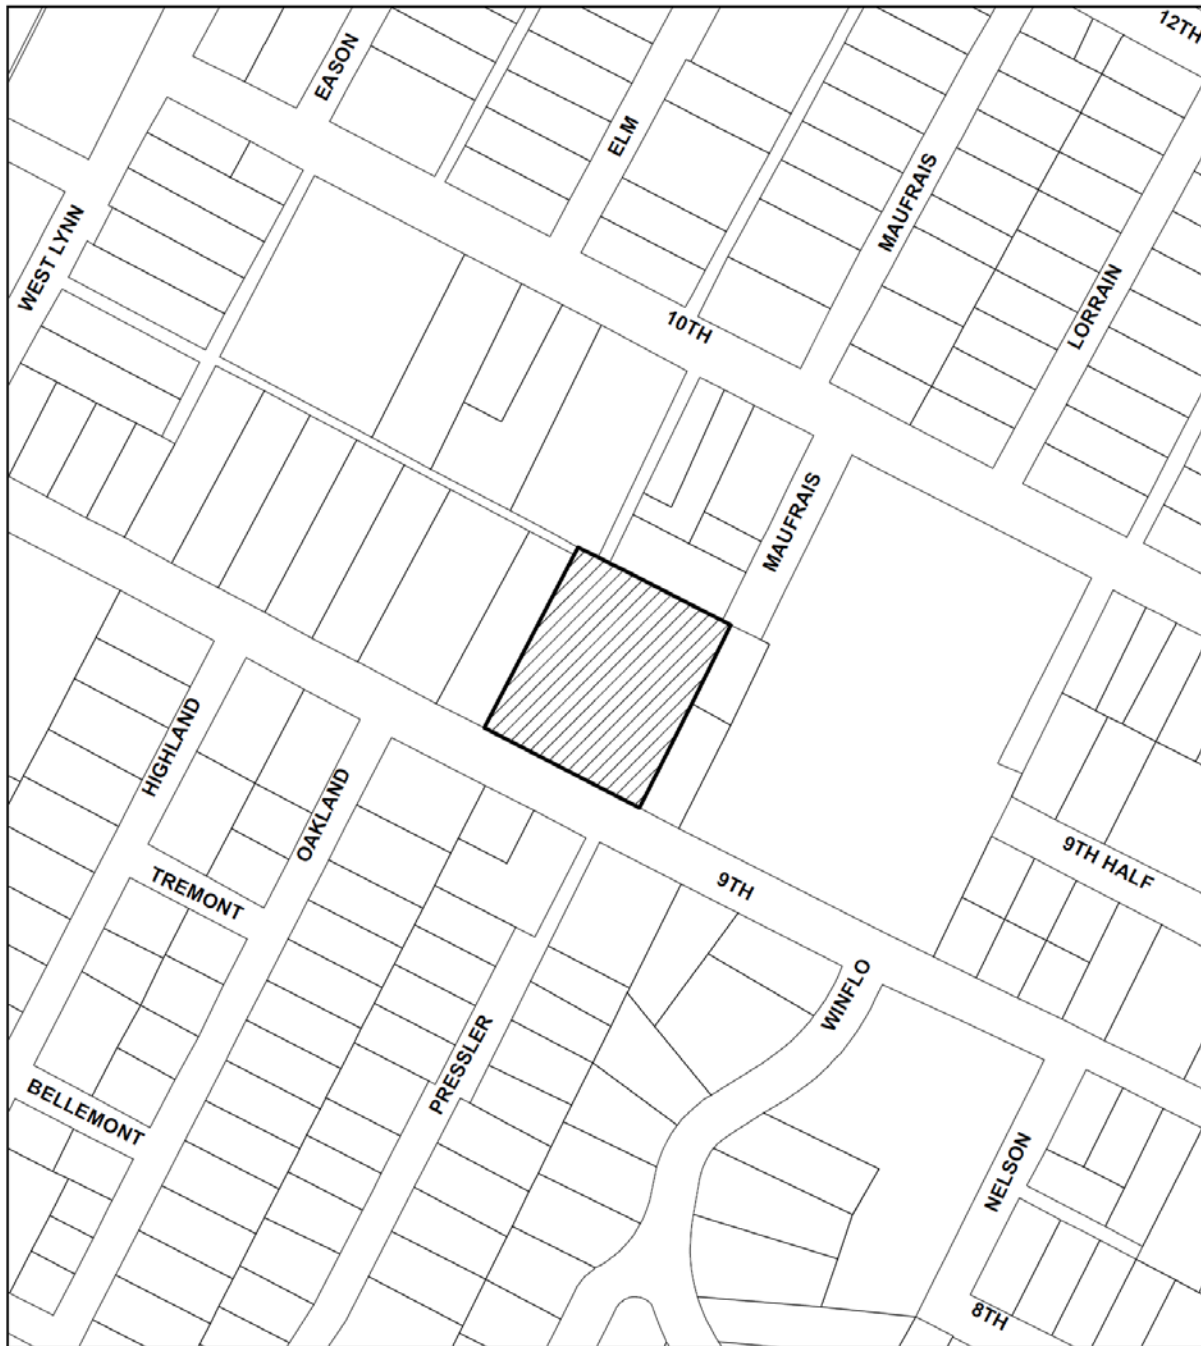 12TH
EASON
ELM
MAUFRAIS
WEST LYNN
LORRAIN
10TH
MAUFRAIS
HIGHLAND
OAKLAND
9TH HALF
TREMONT
9TH
WINFLO
PRESSLER
BELLEMONT
NELSON
8TH